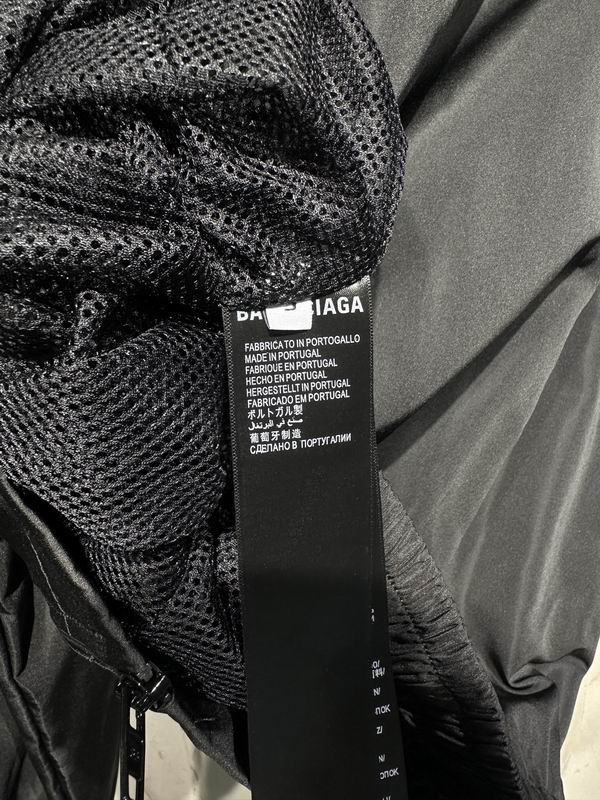 BA CIAGA
FABBRICATO IN PORTOGALLO
MADE IN PORTUGAL
FABRIQUE EN PORTUGAL
HECHO EN PORTUGAL
HERGESTELLT IN PORTUGAL
FABRICADO EM PORTUGAL
ポルトガル製
صنع في البرتغال
葡萄牙制造
СДЕЛАНО В ПОРТУГАЛИИ